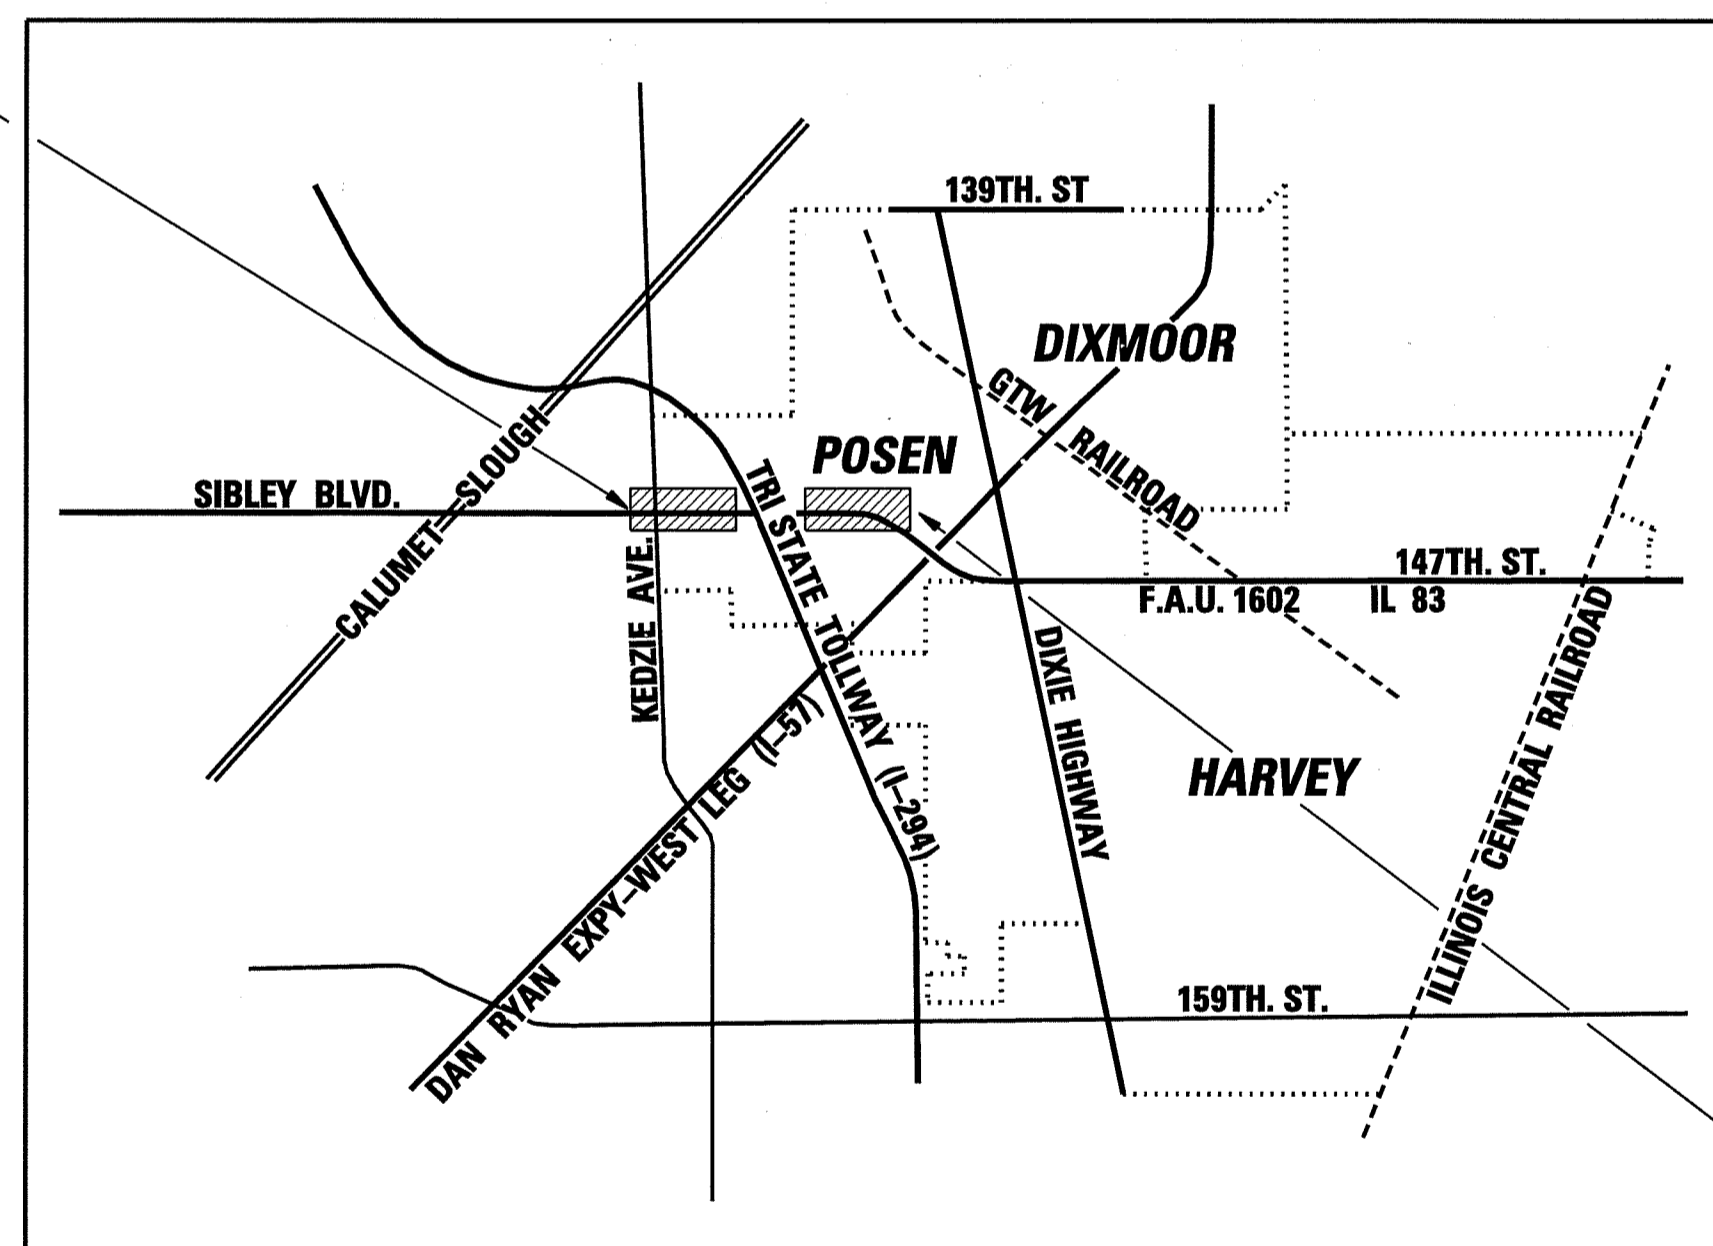 139TH. ST
DIXMOOR
GTW RAILROAD
POSEN
SIBLEY BLVD.
CALUMET SLOUGH
TRI STATE TOLLWAY (I-294)
KEDZIE AVE.
147TH. ST.
F.A.U. 1602 IL 83
DIXIE HIGHWAY
HARVEY
ILLINOIS CENTRAL RAILROAD
DAN RYAN EXPY-WEST LEG (I-57)
159TH. ST.